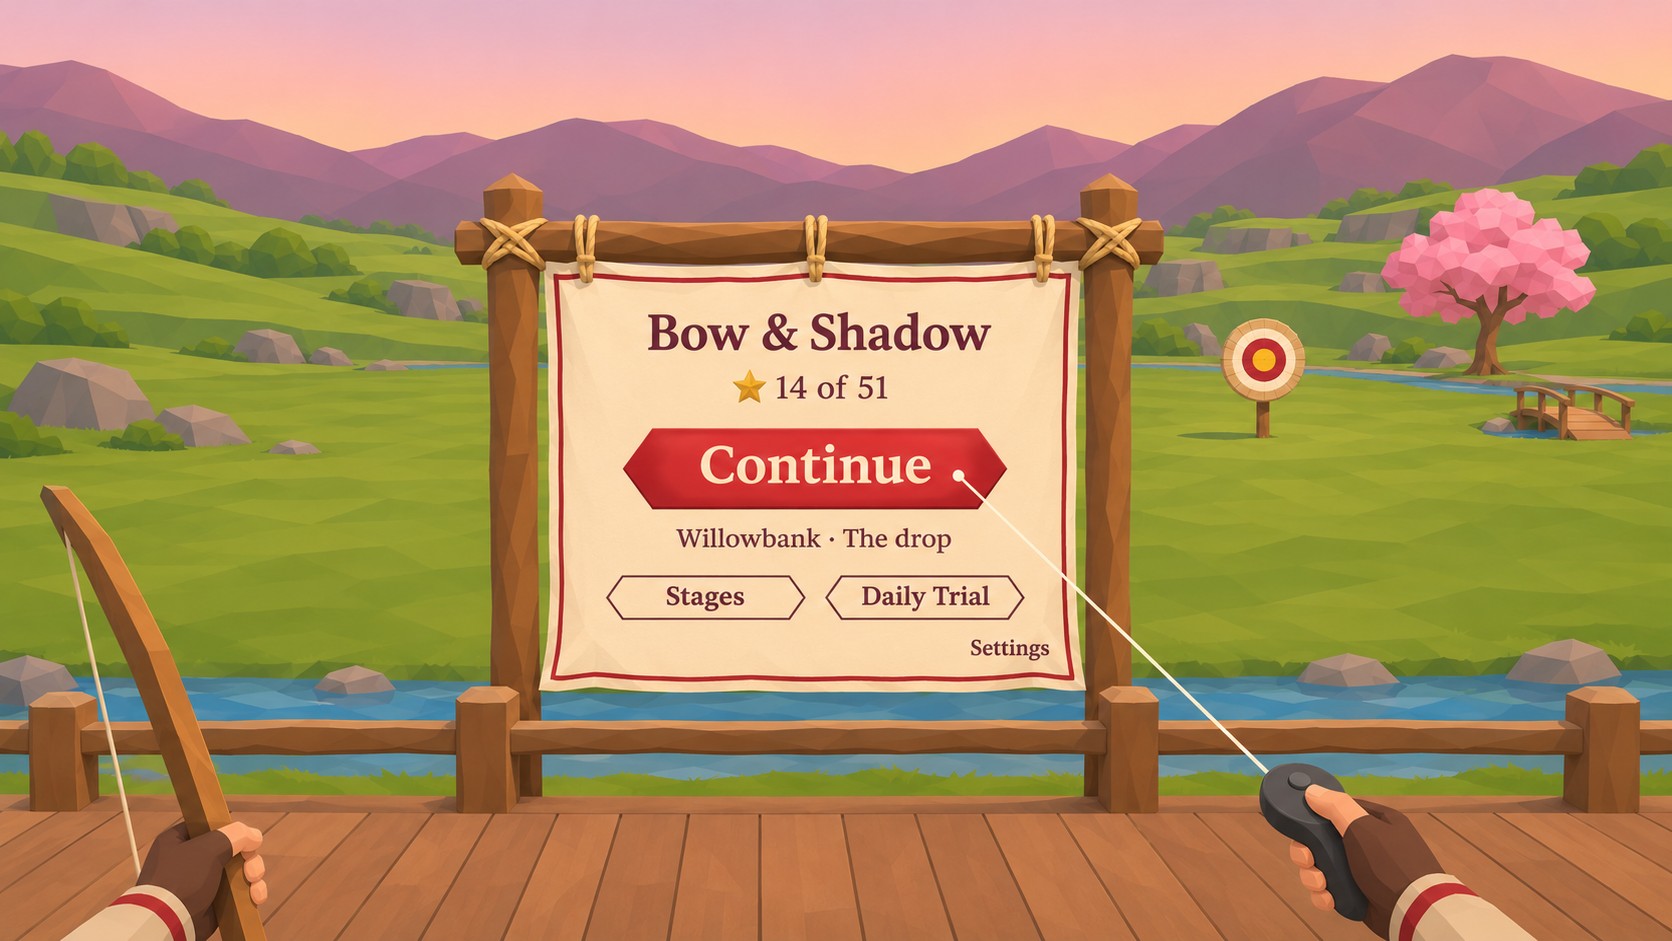 Bow & Shadow
14 of 51
Continue
Willowbank · The drop
Stages
Daily Trial
Settings